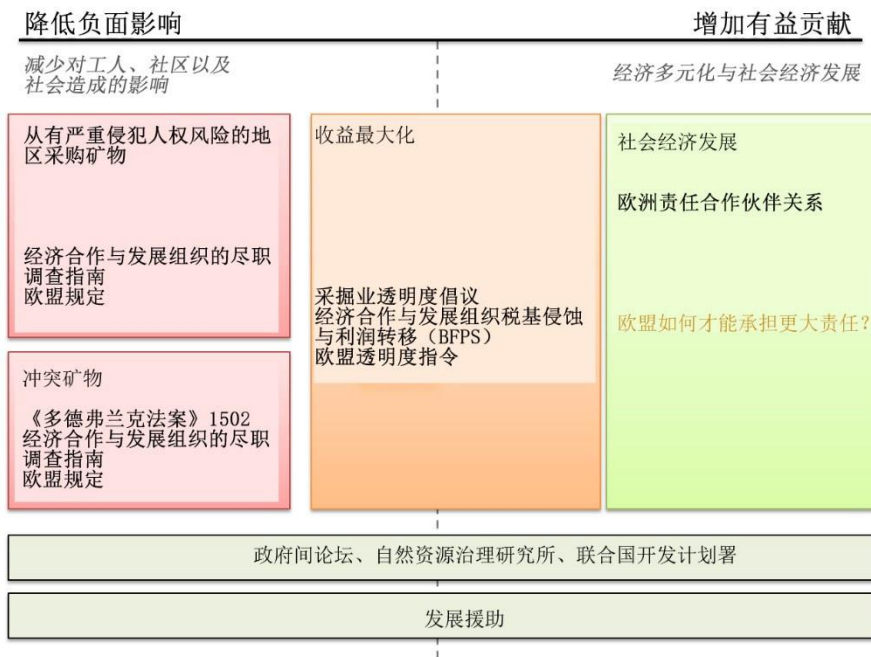 降低负面影响
增加有益贡献
减少对工人、社区以及
社会造成的影响
经济多元化与社会经济发展
从有严重侵犯人权风险的地
区采购矿物
经济合作与发展组织的尽职
调查指南
欧盟规定
冲突矿物
《多德弗兰克法案》1502
经济合作与发展组织的尽职
调查指南
欧盟规定
收益最大化
采掘业透明度倡议
经济合作与发展组织税基侵蚀
与利润转移（BFPS）
欧盟透明度指令
社会经济发展
欧洲责任合作伙伴关系
欧盟如何才能承担更大责任？
政府间论坛、自然资源治理研究所、联合国开发计划署
发展援助